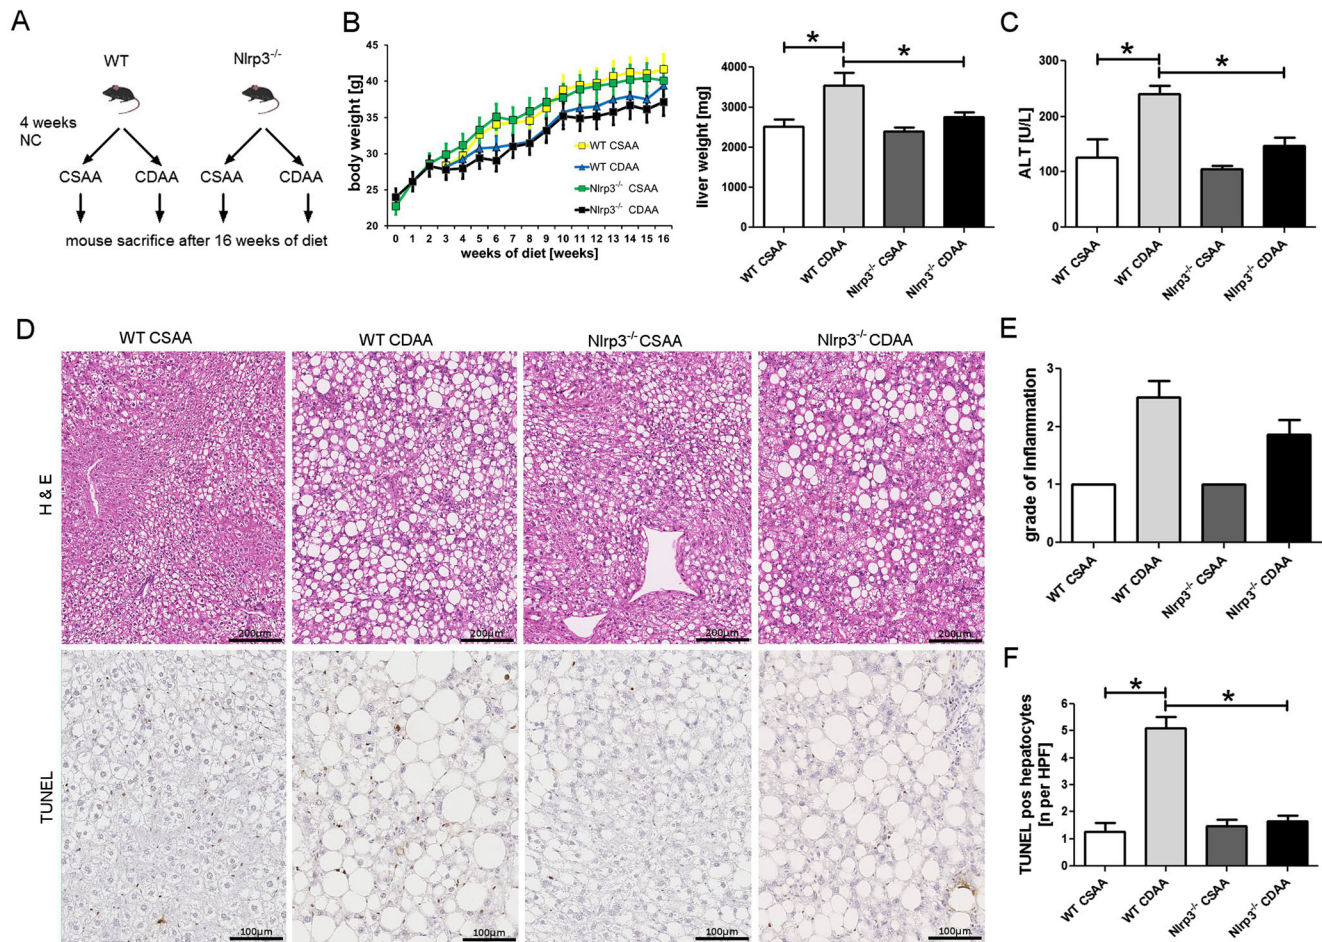 A
WT
Nlrp3-/-
4 weeks
NC
CSAA
CDAA
CSAA
CDAA
mouse sacrifice after 16 weeks of diet
B
body weight [g]
45
40
35
30
25
20
0 1 2 3 4 5 6 7 8 9 10 11 12 13 14 15 16
weeks of diet [weeks]
WT CSAA
WT CDAA
Nlrp3-/- CSAA
Nlrp3-/- CDAA
* *
liver weight [mg]
4000
3000
2000
1000
0
WT CSAA
WT CDAA
Nlrp3-/- CSAA
Nlrp3-/- CDAA
C
* *
ALT [U/L]
300
200
100
0
WT CSAA
WT CDAA
Nlrp3-/- CSAA
Nlrp3-/- CDAA
D
WT CSAA
WT CDAA
Nlrp3-/-CSAA
Nlrp3-/-CDAA
H & E
200µm
200µm
200µm
200µm
TUNEL
100µm
100µm
100µm
100µm
E
grade of inflammation
3
2
1
0
WT CSAA
WT CDAA
Nlrp3-/- CSAA
Nlrp3-/- CDAA
F
* *
TUNEL pos hepatocytes
[n per HPF]
6
5
4
2
1
0
WT CSAA
WT CDAA
Nlrp3-/- CSAA
Nlrp3-/- CDAA